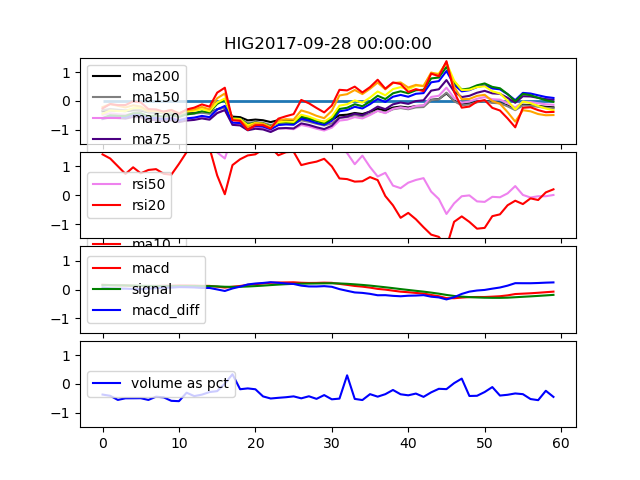 HIG2017-09-28 00:00:00
1
0
−1
ma200
ma150
ma100
ma75
1
0
−1
rsi50
rsi20
ma10
1
0
−1
macd
signal
macd_diff
1
0
−1
volume as pct
0 10 20 30 40 50 60